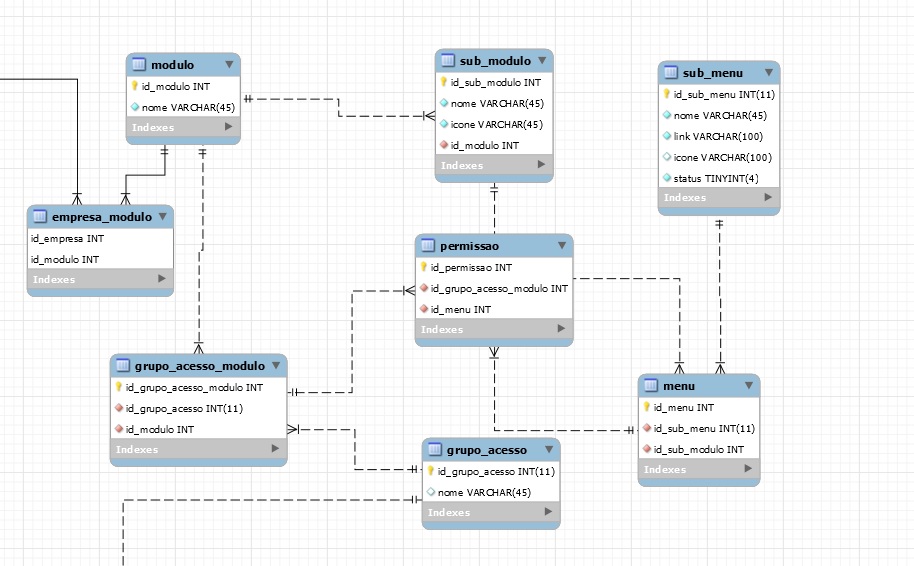 modulo
id_modulo INT
nome VARCHAR(45)
Indexes
sub_modulo
id_sub_modulo INT
nome VARCHAR(45)
icone VARCHAR(45)
id_modulo INT
Indexes
sub_menu
id_sub_menu INT(11)
nome VARCHAR(45)
link VARCHAR(100)
icone VARCHAR(100)
status TINYINT(4)
Indexes
empresa_modulo
id_empresa INT
id_modulo INT
Indexes
permissao
id_permissao INT
id_grupo_acesso_modulo INT
id_menu INT
Indexes
grupo_acesso_modulo
id_grupo_acesso_modulo INT
id_grupo_acesso INT(11)
id_modulo INT
Indexes
menu
id_menu INT
id_sub_menu INT(11)
id_sub_modulo INT
Indexes
grupo_acesso
id_grupo_acesso INT(11)
nome VARCHAR(45)
Indexes